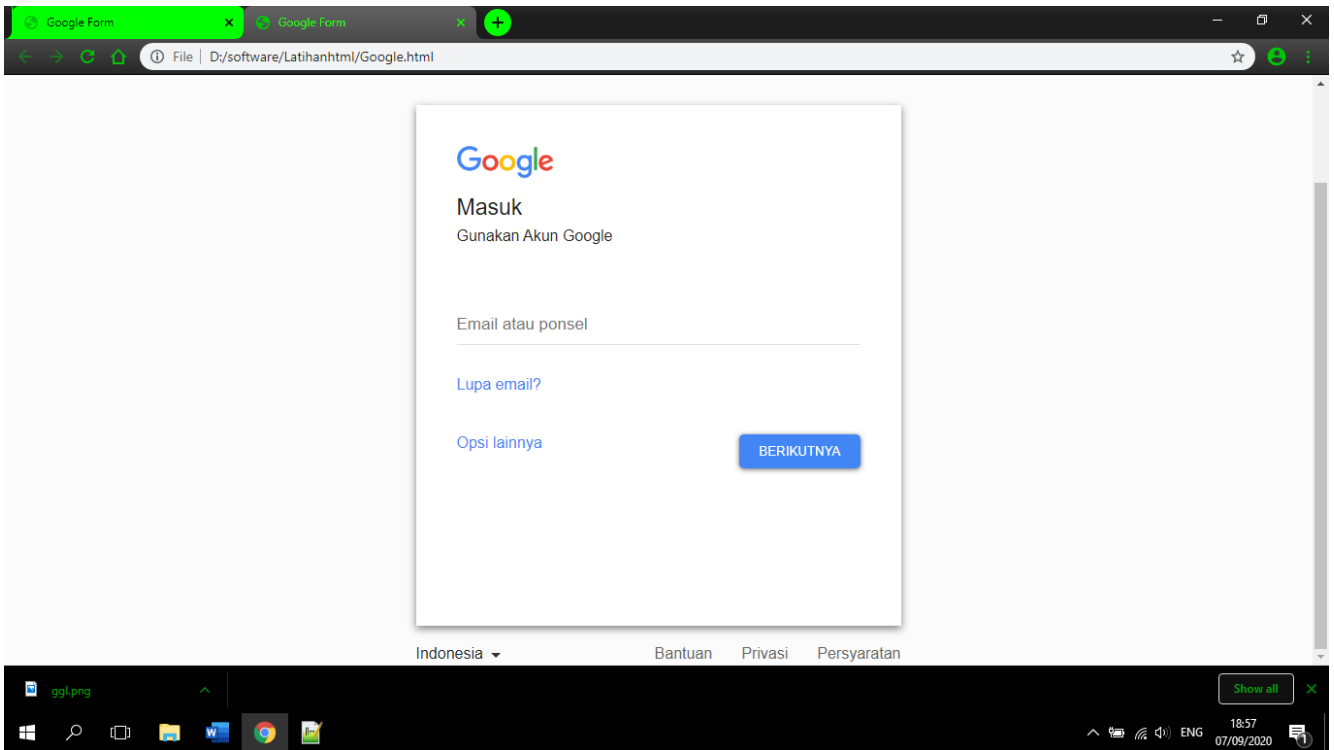 Google Form
Google Form
File | D:/software/Latihanhtml/Google.html
Google
Masuk
Gunakan Akun Google
Email atau ponsel
Lupa email?
Opsi lainnya
BERIKUTNYA
Indonesia
Bantuan
Privasi
Persyaratan
ggl.png
Show all
ENG
18:57
07/09/2020
1